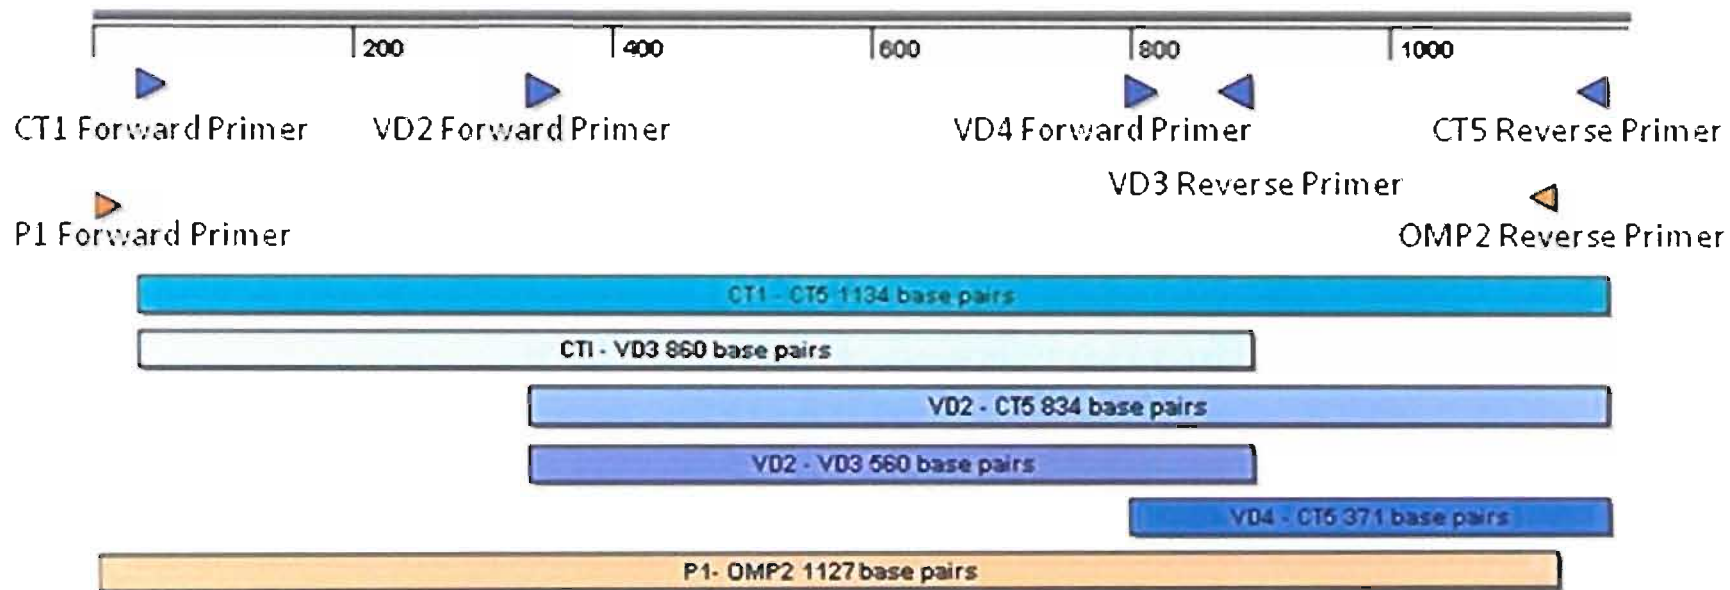 200 400 600 800 1000
CT1 Forward Primer VD2 Forward Primer VD4 Forward Primer CT5 Reverse Primer
VD3 Reverse Primer
P1 Forward Primer OMP2 Reverse Primer
CT1 - CT5 1134 base pairs
CTI - VD3 860 base pairs
VD2 - CT5 834 base pairs
VD2 - VD3 560 base pairs
VD4 - CT5 371 base pairs
P1- OMP2 1127 base pairs